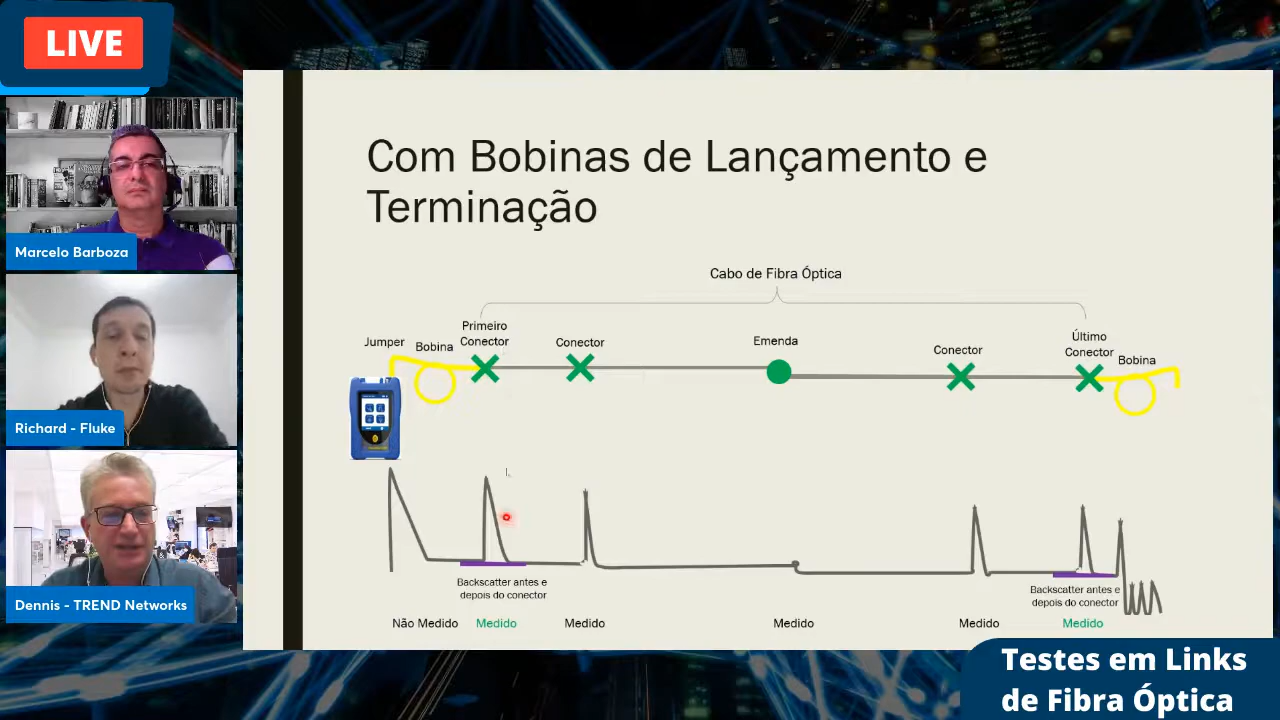 LIVE
Marcelo Barboza
Richard - Fluke
Dennis - TREND Networks
Com Bobinas de Lançamento e
Terminação
Cabo de Fibra Óptica
Jumper
Bobina
Primeiro
Conector
Conector
Emenda
Conector
Último
Conector
Bobina
Backscatter antes e
depois do conector
Backscatter antes e
depois do conector
Não Medido
Medido
Medido
Medido
Medido
Medido
Testes em Links
de Fibra Óptica